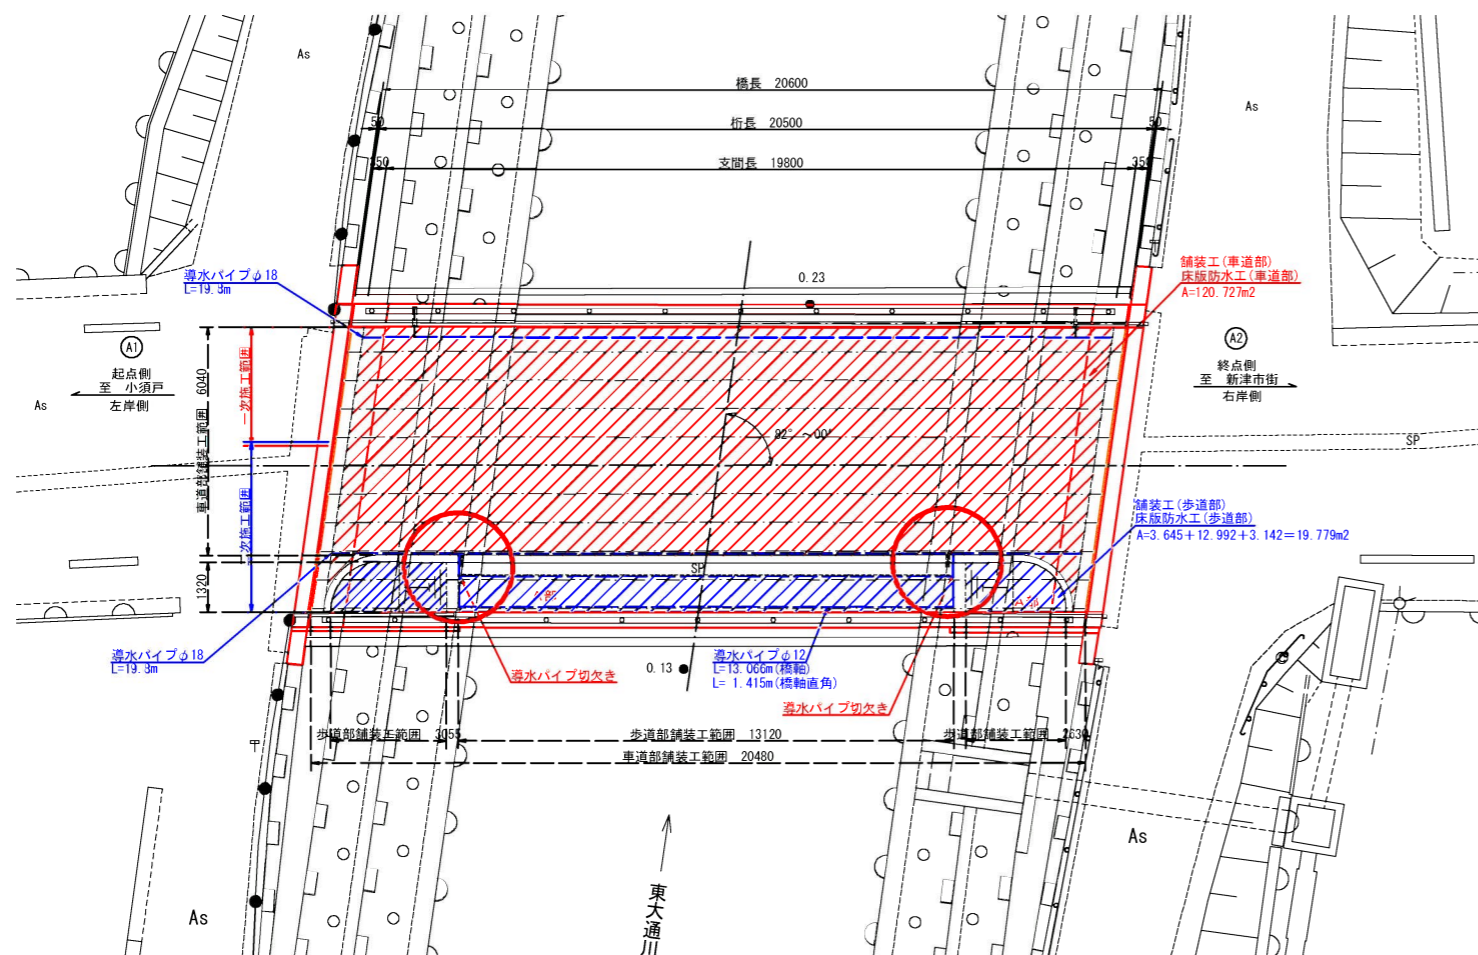 As
橋長 20600
As
50
桁長 20500
50
350
支間長 19800
350
導水パイプφ18
L=19.8m
0.23
舗装工(車道部)
床版防水工(車道部)
A=120.727m2
A1
起点側
至 小須戸
左岸側
As
A2
終点側
至 新津市街
右岸側
一次施工範囲
車道部舗装工範囲 6040
82°~00'
SP
二次施工範囲
舗装工(歩道部)
床版防水工(歩道部)
A=3.645+12.992+3.142=19.779m2
1320
SP
A部
A部
導水パイプφ18
L=19.8m
導水パイプ切欠き
0.13
導水パイプφ12
L=13.066m(橋軸)
L= 1.415m(橋軸直角)
導水パイプ切欠き
歩道部舗装工範囲 3055
歩道部舗装工範囲 13120
歩道部舗装工範囲 2630
車道部舗装工範囲 20480
As
As
東大通川